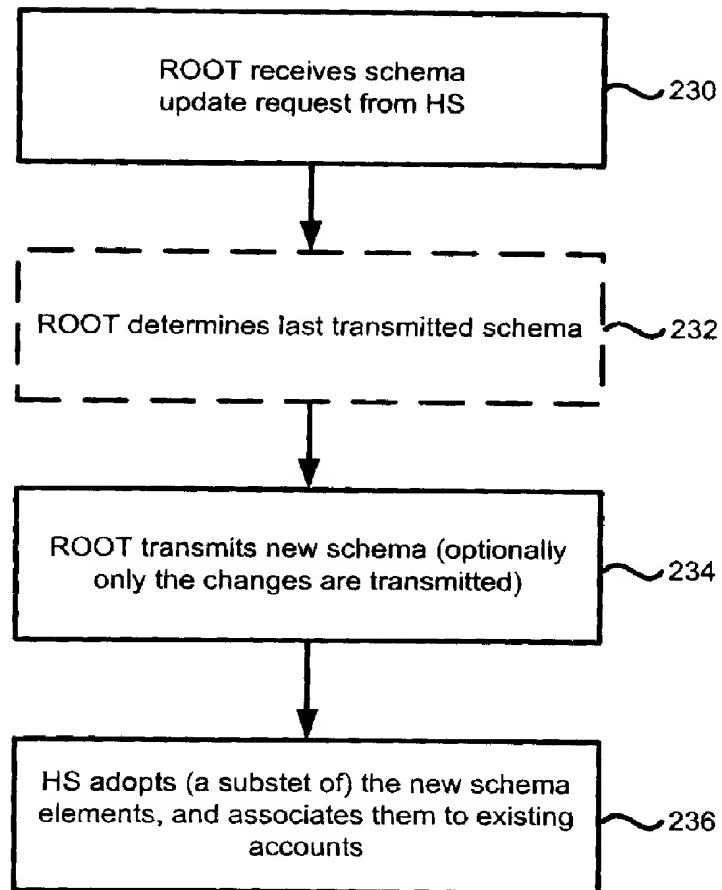 ROOT receives schema
update request from HS
230
ROOT determines last transmitted schema
232
ROOT transmits new schema (optionally
only the changes are transmitted)
234
HS adopts (a substet of) the new schema
elements, and associates them to existing
accounts
236